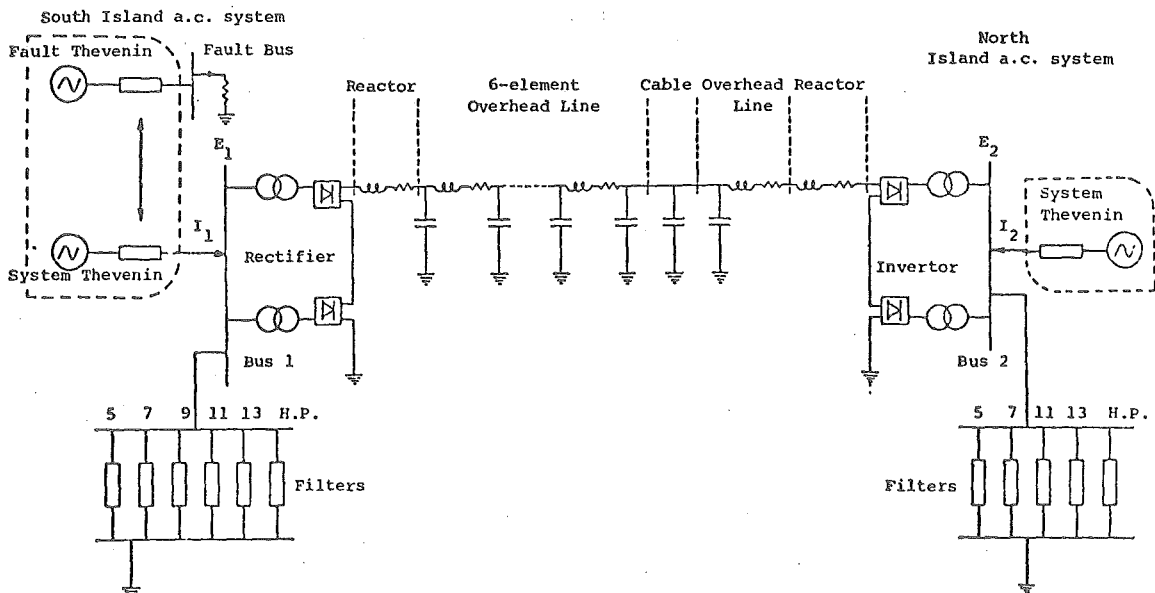 South Island a.c. system
Fault Thevenin
Fault Bus
North
Island a.c. system
Reactor
6-element
Overhead Line
Cable
Overhead
Line
Reactor
E1
E2
System
Thevenin
I1
I2
System Thevenin
Rectifier
Invertor
Bus 1
Bus 2
5 7 9 11 13 H.P.
5 7 11 13 H.P.
Filters
Filters